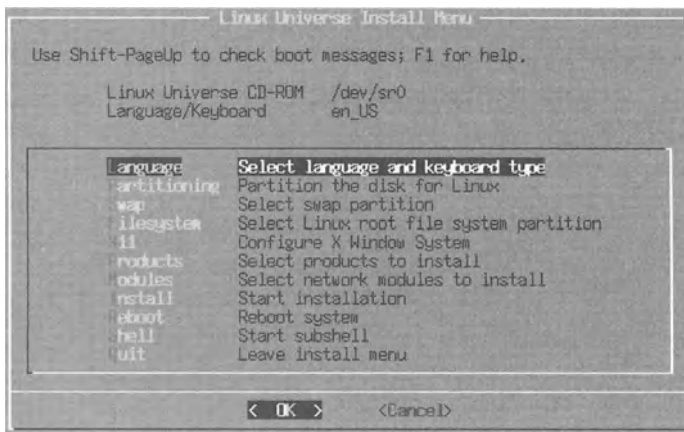 Linux Universe Install Menu
Use Shift-PageUp to check boot messages; F1 for help.
Linux Universe CD-ROM /dev/sr0
Language/Keyboard en_US
Language Select language and keyboard type
artitioning Partition the disk for Linux
wap Select swap partition
ilesystem Select Linux root file system partition
11 Configure X Window System
roducts Select products to install
odules Select network modules to install
nstall Start installation
eboot Reboot system
hell Start subshell
uit Leave install menu
< OK > <Cancel>